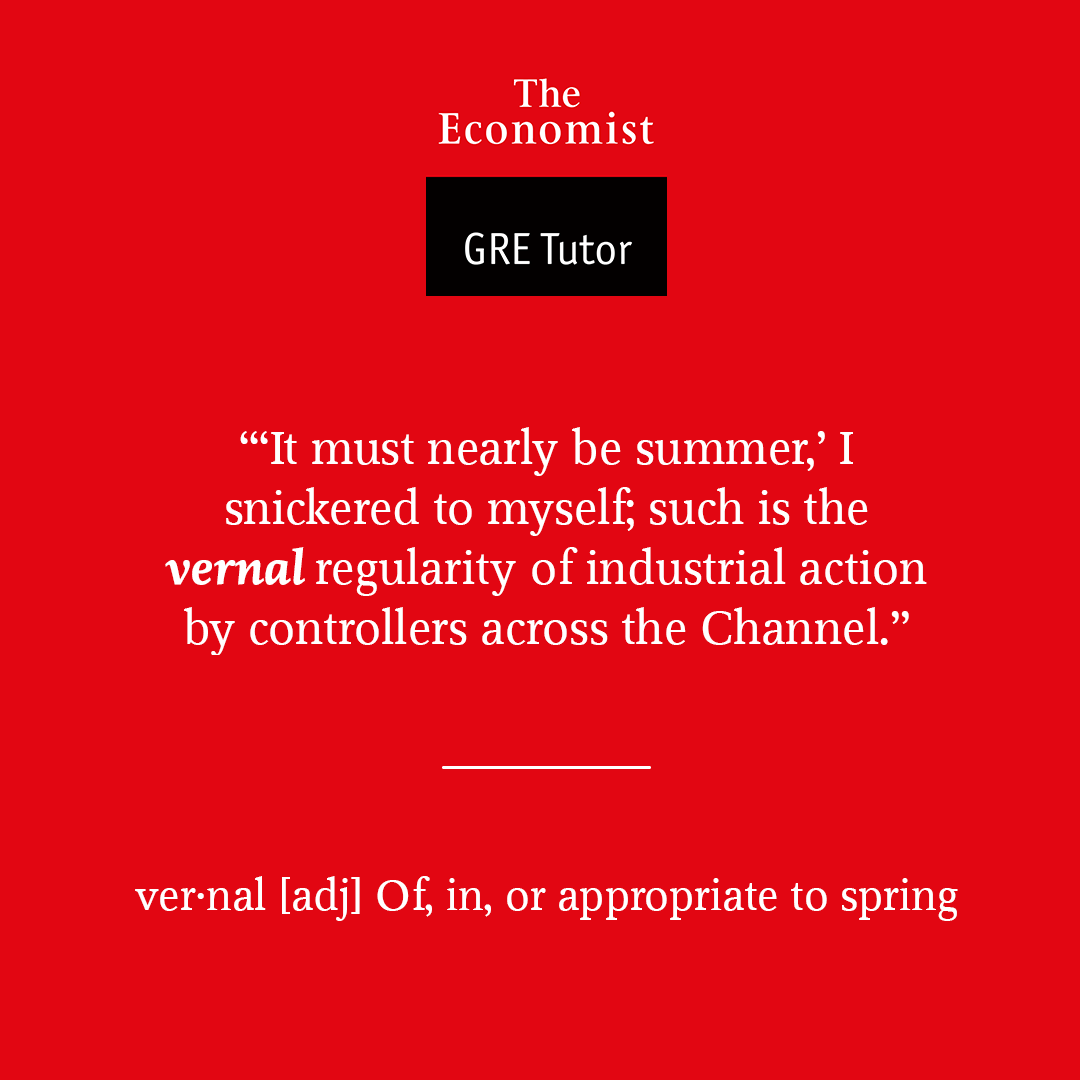 The
Economist
GRE Tutor
“‘It must nearly be summer,’ I
snickered to myself; such is the
vernal regularity of industrial action
by controllers across the Channel.”
ver·nal [adj] Of, in, or appropriate to spring